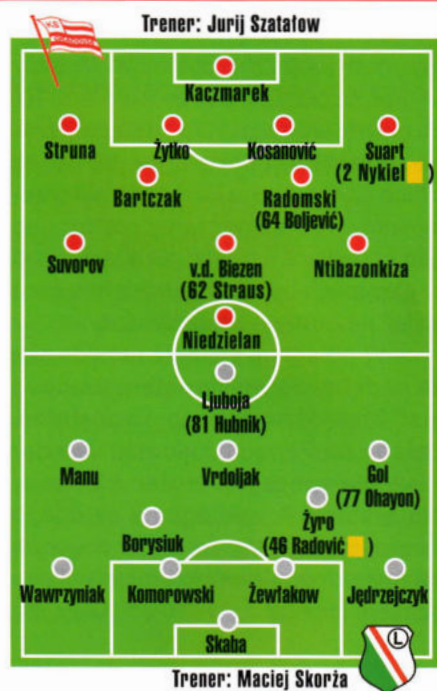 Trener: Jurij Szatałow
Kaczmarek
Struna Żytko Kosanović Suart
(2 Nykiel)
Bartczak Radomski
(64 Boljević)
Suvorov v.d. Biezen Ntibazonkiza
(62 Straus)
Niedzielan
Ljuboja
(81 Hubnik)
Manu Vrdoljak Gol
(77 Ohayon)
Borysiuk Żyro
(46 Radović)
Wawrzyniak Komorowski Żewłakow Jędrzejczyk
Skaba
L
Trener: Maciej Skorża